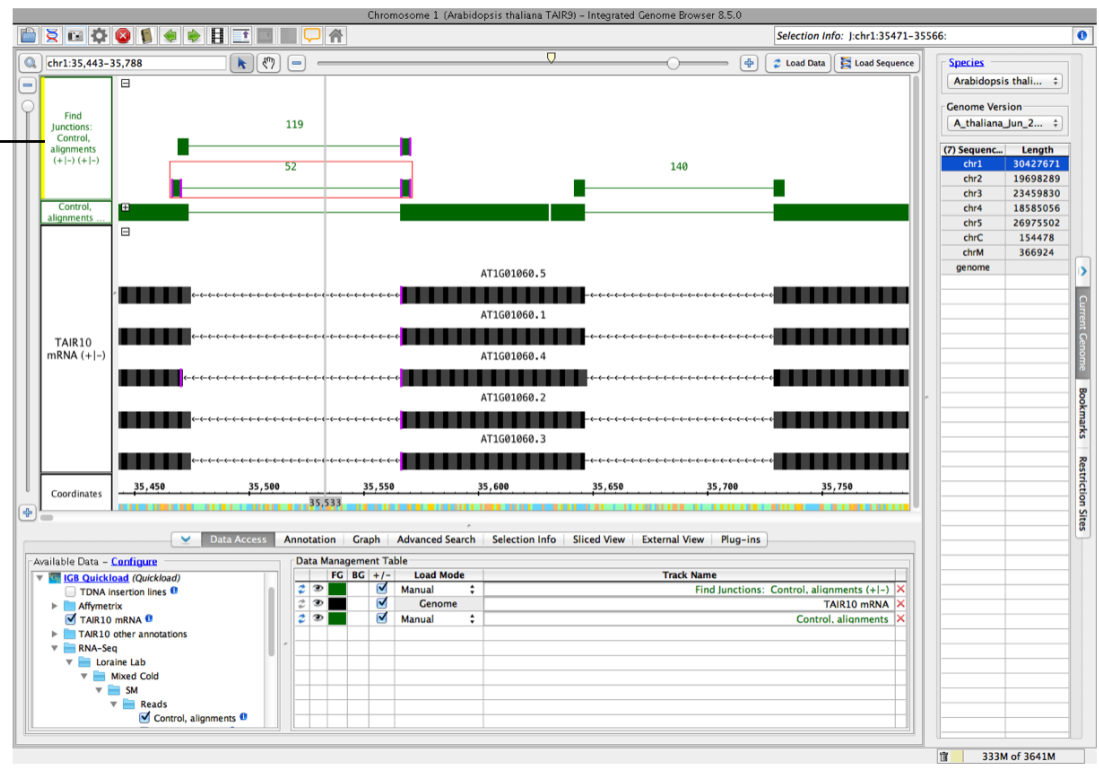 Chromosome 1 (Arabidopsis thaliana TAIR9) – Integrated Genome Browser 8.5.0
Selection Info: J:chr1:35471–35566:
chr1:35,443–35,788
Load Data
Load Sequence
Find
Junctions:
Control,
alignments
(+|-) (+|-)
119
52
140
Control,
alignments ...
TAIR10
mRNA (+|-)
AT1G01060.5
AT1G01060.1
AT1G01060.4
AT1G01060.2
AT1G01060.3
Coordinates
35,450 35,500 35,550 35,600 35,650 35,700 35,750
35,533
Species
Arabidopsis thali...
Genome Version
A_thaliana_Jun_2...
(7) Sequenc... Length
chr1 30427671
chr2 19698289
chr3 23459830
chr4 18585056
chr5 26975502
chrC 154478
chrM 366924
genome
Current Genome
Bookmarks
Restriction Sites
Data Access Annotation Graph Advanced Search Selection Info Sliced View External View Plug-ins
Available Data – Configure
IGB Quickload (Quickload)
TDNA insertion lines
Affymetrix
TAIR10 mRNA
TAIR10 other annotations
RNA-Seq
Loraine Lab
Mixed Cold
SM
Reads
Control, alignments
Data Management Table
FG BG +/- Load Mode Track Name
Manual Find Junctions: Control, alignments (+|-)
Genome TAIR10 mRNA
Manual Control, alignments
333M of 3641M